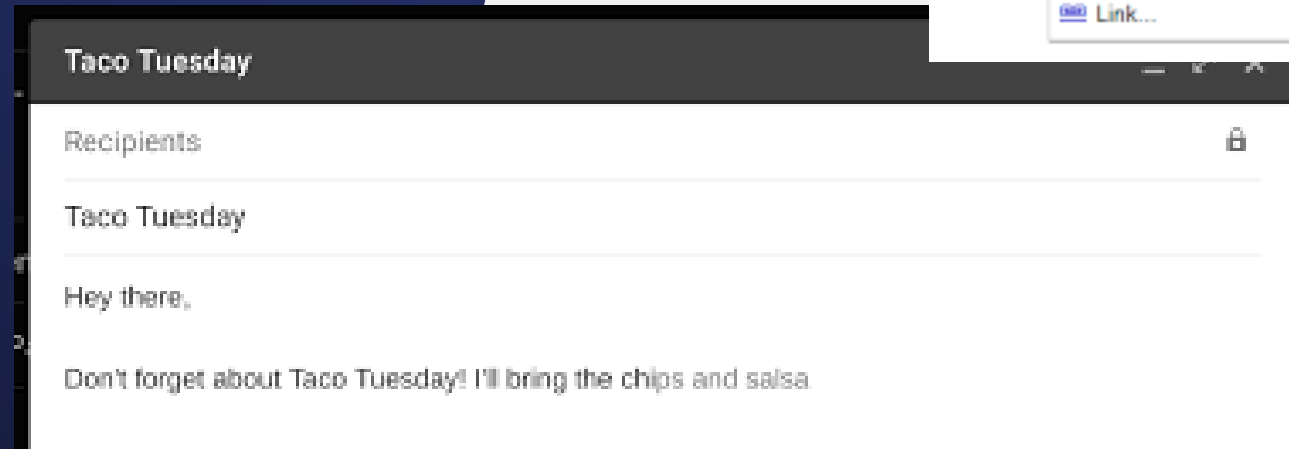 Link...
Taco Tuesday
Recipients
Taco Tuesday
Hey there,
Don't forget about Taco Tuesday! I'll bring the chips and salsa